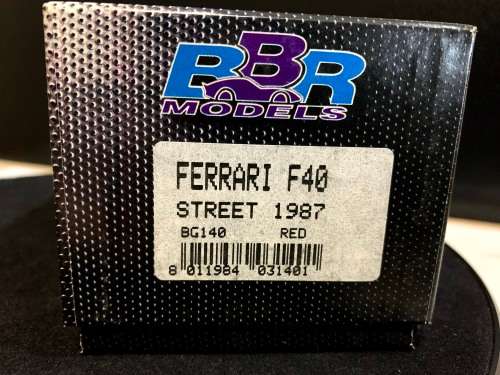 BBR
MODELS
FERRARI F40
STREET 1987
BG140 RED
8 011984 031401